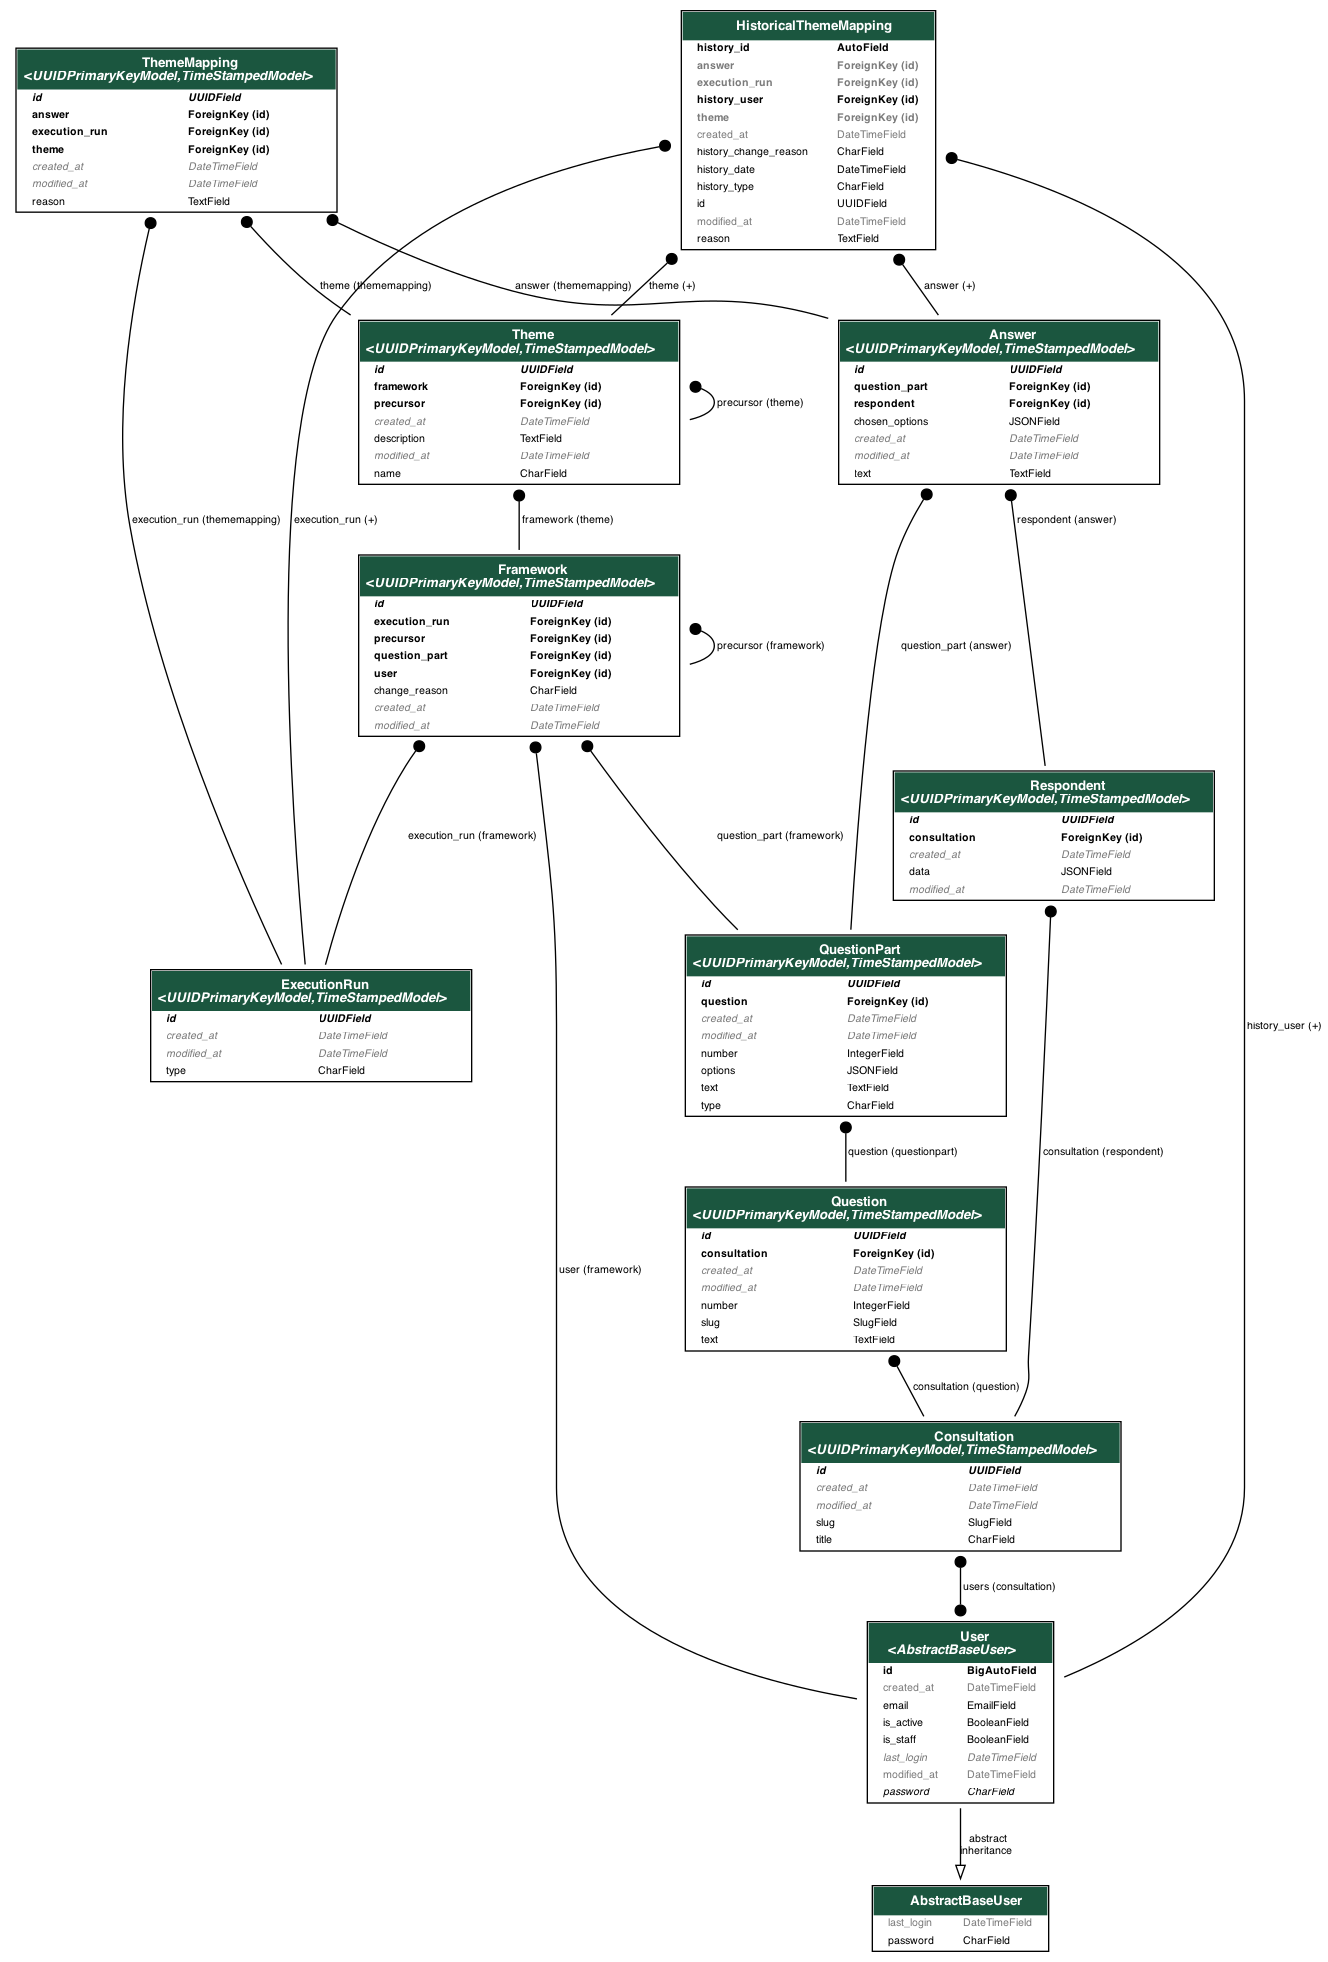 HistoricalThemeMapping
history_id AutoField
answer ForeignKey (id)
execution_run ForeignKey (id)
history_user ForeignKey (id)
theme ForeignKey (id)
created_at DateTimeField
history_change_reason CharField
history_date DateTimeField
history_type CharField
id UUIDField
modified_at DateTimeField
reason TextField
ThemeMapping
<UUIDPrimaryKeyModel,TimeStampedModel>
id UUIDField
answer ForeignKey (id)
execution_run ForeignKey (id)
theme ForeignKey (id)
created_at DateTimeField
modified_at DateTimeField
reason TextField
theme (thememapping)
answer (thememapping)
theme (+)
answer (+)
Theme
<UUIDPrimaryKeyModel,TimeStampedModel>
id UUIDField
framework ForeignKey (id)
precursor ForeignKey (id)
created_at DateTimeField
description TextField
modified_at DateTimeField
name CharField
precursor (theme)
Answer
<UUIDPrimaryKeyModel,TimeStampedModel>
id UUIDField
question_part ForeignKey (id)
respondent ForeignKey (id)
chosen_options JSONField
created_at DateTimeField
modified_at DateTimeField
text TextField
execution_run (thememapping)
execution_run (+)
framework (theme)
respondent (answer)
Framework
<UUIDPrimaryKeyModel,TimeStampedModel>
id UUIDField
execution_run ForeignKey (id)
precursor ForeignKey (id)
question_part ForeignKey (id)
user ForeignKey (id)
change_reason CharField
created_at DateTimeField
modified_at DateTimeField
precursor (framework)
question_part (answer)
Respondent
<UUIDPrimaryKeyModel,TimeStampedModel>
id UUIDField
consultation ForeignKey (id)
created_at DateTimeField
data JSONField
modified_at DateTimeField
execution_run (framework)
question_part (framework)
QuestionPart
<UUIDPrimaryKeyModel,TimeStampedModel>
id UUIDField
question ForeignKey (id)
created_at DateTimeField
modified_at DateTimeField
number IntegerField
options JSONField
text TextField
type CharField
ExecutionRun
<UUIDPrimaryKeyModel,TimeStampedModel>
id UUIDField
created_at DateTimeField
modified_at DateTimeField
type CharField
history_user (+)
question (questionpart)
consultation (respondent)
Question
<UUIDPrimaryKeyModel,TimeStampedModel>
id UUIDField
consultation ForeignKey (id)
created_at DateTimeField
modified_at DateTimeField
number IntegerField
slug SlugField
text TextField
user (framework)
consultation (question)
Consultation
<UUIDPrimaryKeyModel,TimeStampedModel>
id UUIDField
created_at DateTimeField
modified_at DateTimeField
slug SlugField
title CharField
users (consultation)
User
<AbstractBaseUser>
id BigAutoField
created_at DateTimeField
email EmailField
is_active BooleanField
is_staff BooleanField
last_login DateTimeField
modified_at DateTimeField
password CharField
abstract
inheritance
AbstractBaseUser
last_login DateTimeField
password CharField